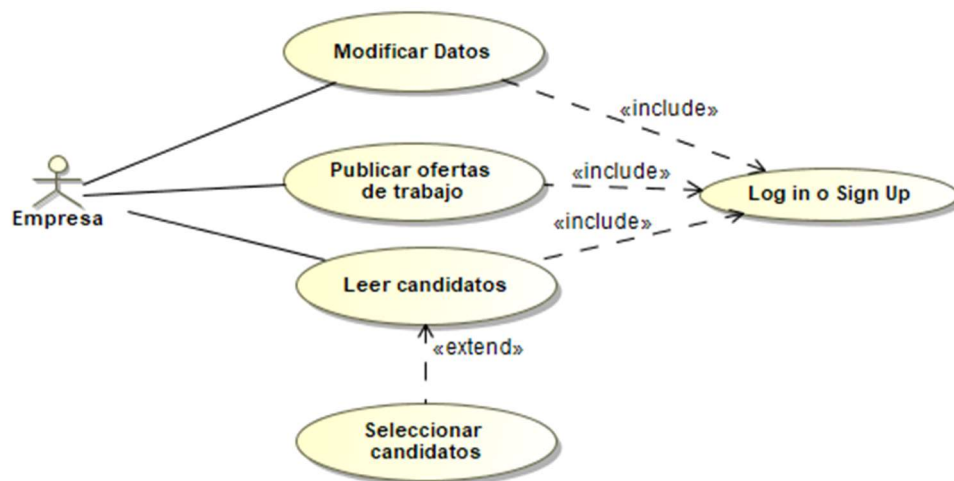 Modificar Datos
«include»
Publicar ofertas
de trabajo
«include»
Log in o Sign Up
Empresa
«include»
Leer candidatos
«extend»
Seleccionar
candidatos